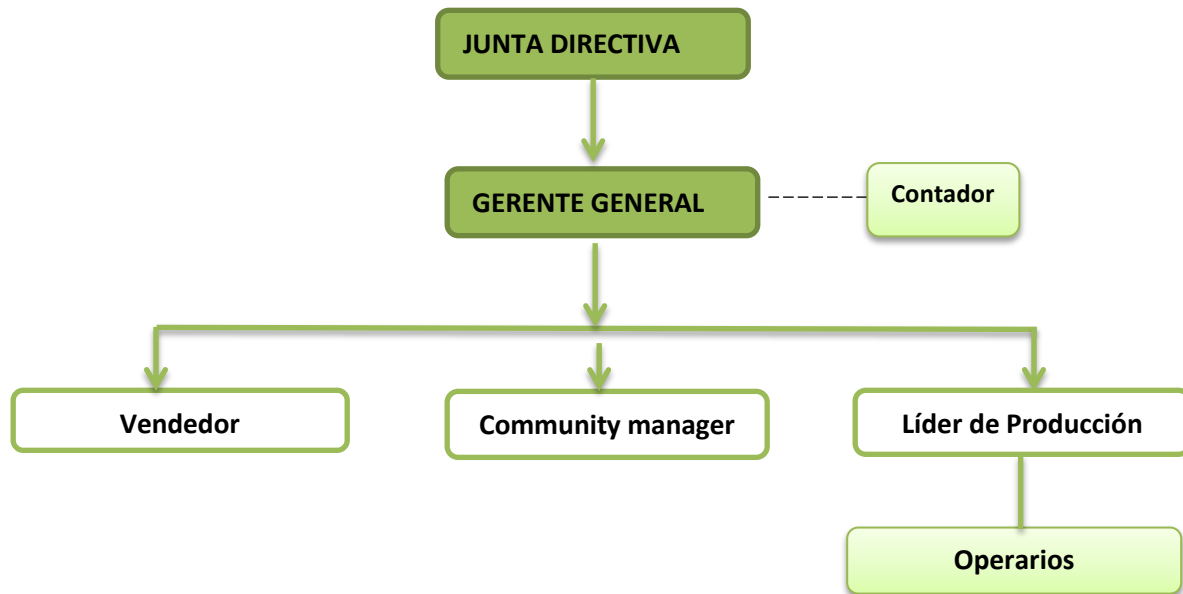 JUNTA DIRECTIVA
GERENTE GENERAL
Contador
Vendedor
Community manager
Líder de Producción
Operarios